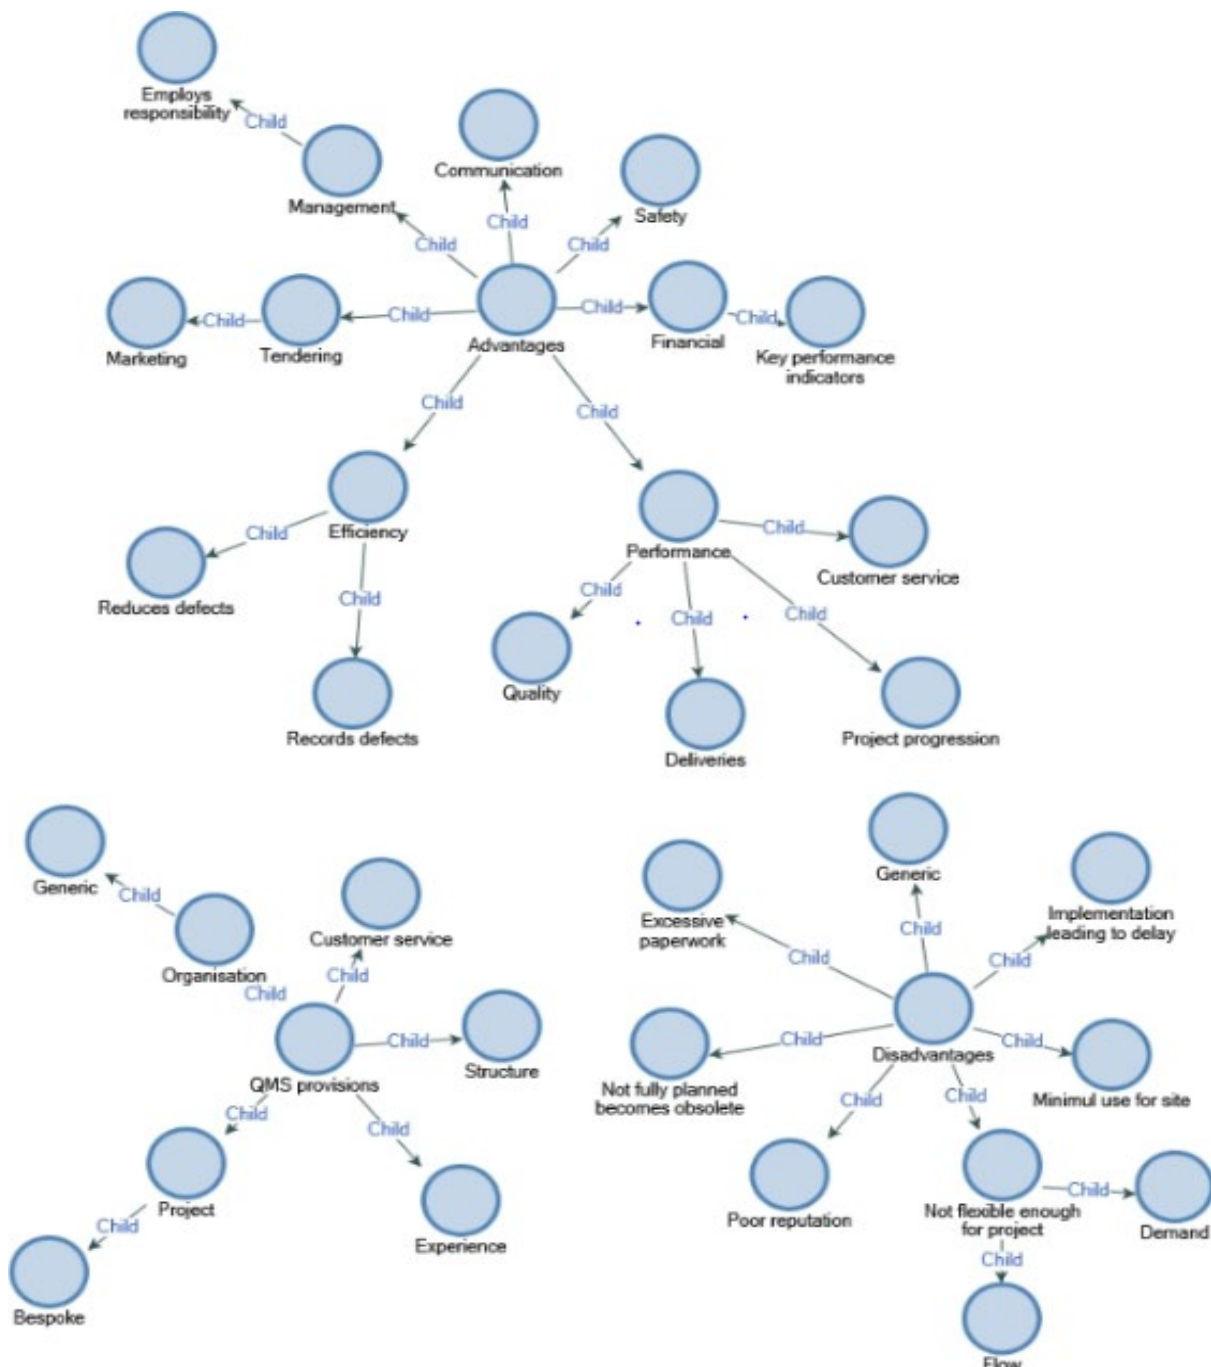 Employs
responsibility
Child
Management
Communication
Safety
Child
Child
Child
Marketing
Child
Tendering
Child
Advantages
Child
Financial
Child
Key performance
indicators
Child
Child
Efficiency
Performance
Child
Reduces defects
Child
Records defects
Child
Customer service
Child
Quality
Child
Deliveries
Child
Project progression
Generic
Child
Organisation
Child
Customer service
Child
QMS provisions
Child
Structure
Child
Project
Child
Bespoke
Child
Experience
Generic
Child
Excessive
paperwork
Child
Implementation
leading to delay
Child
Disadvantages
Not fully planned
becomes obsolete
Child
Child
Minimul use for site
Child
Poor reputation
Child
Not flexible enough
for project
Child
Demand
Child
Flow